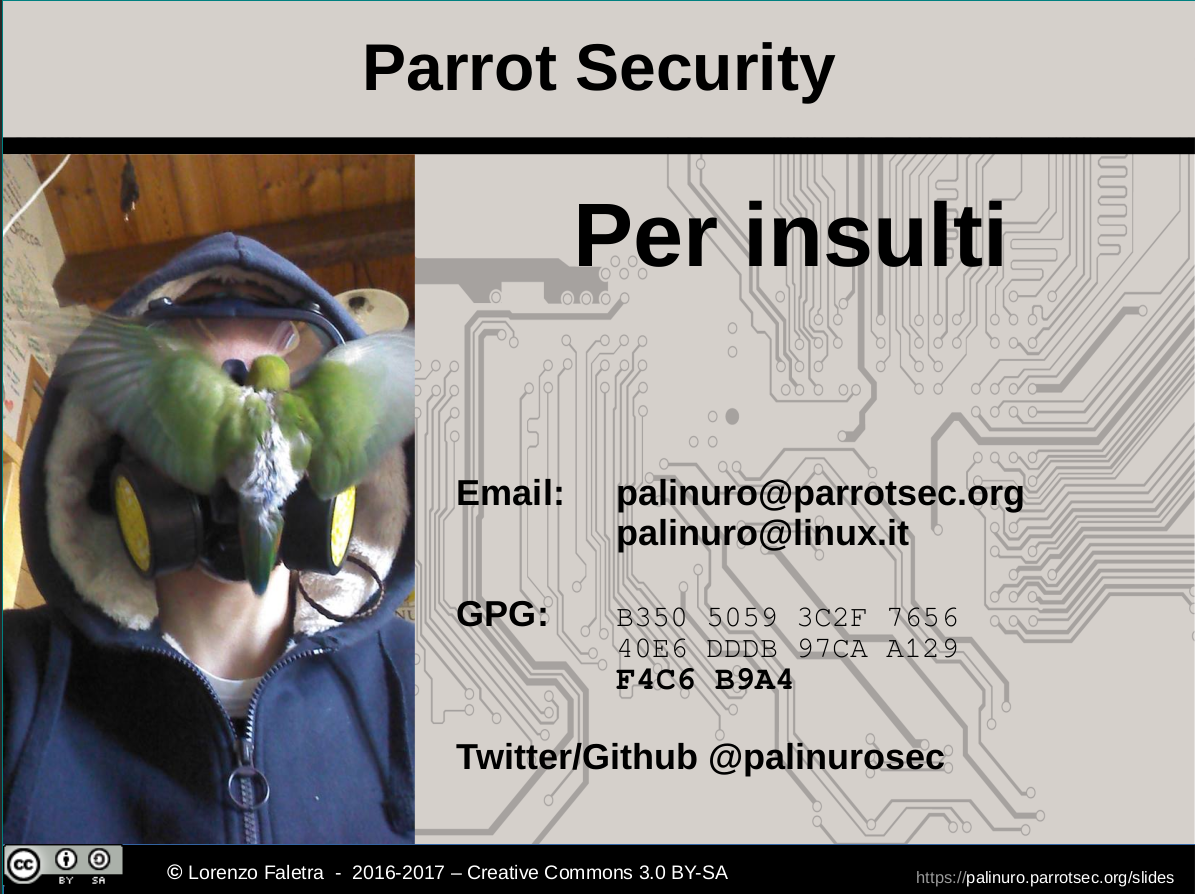 Parrot Security
Per insulti
Email: palinuro@parrotsec.org
palinuro@linux.it
GPG: B350 5059 3C2F 7656
40E6 DDDB 97CA A129
F4C6 B9A4
Twitter/Github @palinurosec
cc BY SA
© Lorenzo Faletra - 2016-2017 – Creative Commons 3.0 BY-SA
https://palinuro.parrotsec.org/slides